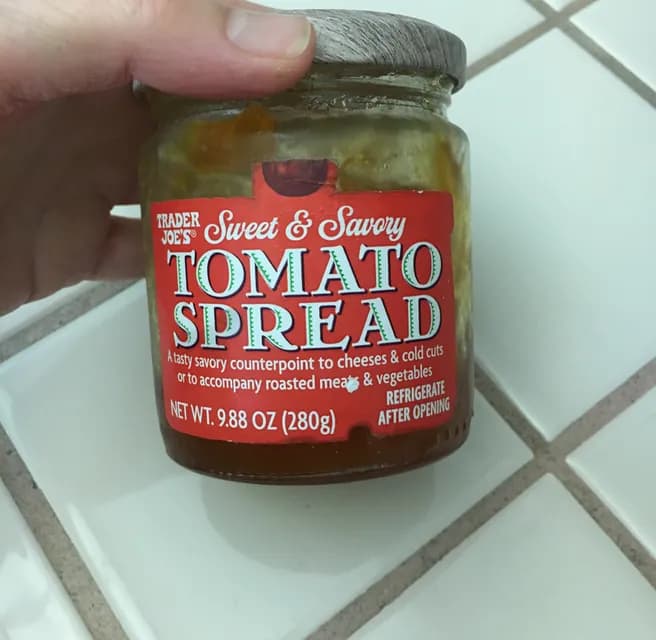 TRADER JOE'S® Sweet & Savory
TOMATO
SPREAD
A tasty savory counterpoint to cheeses & cold cuts
or to accompany roasted meats & vegetables
REFRIGERATE
AFTER OPENING
NET WT. 9.88 OZ (280g)